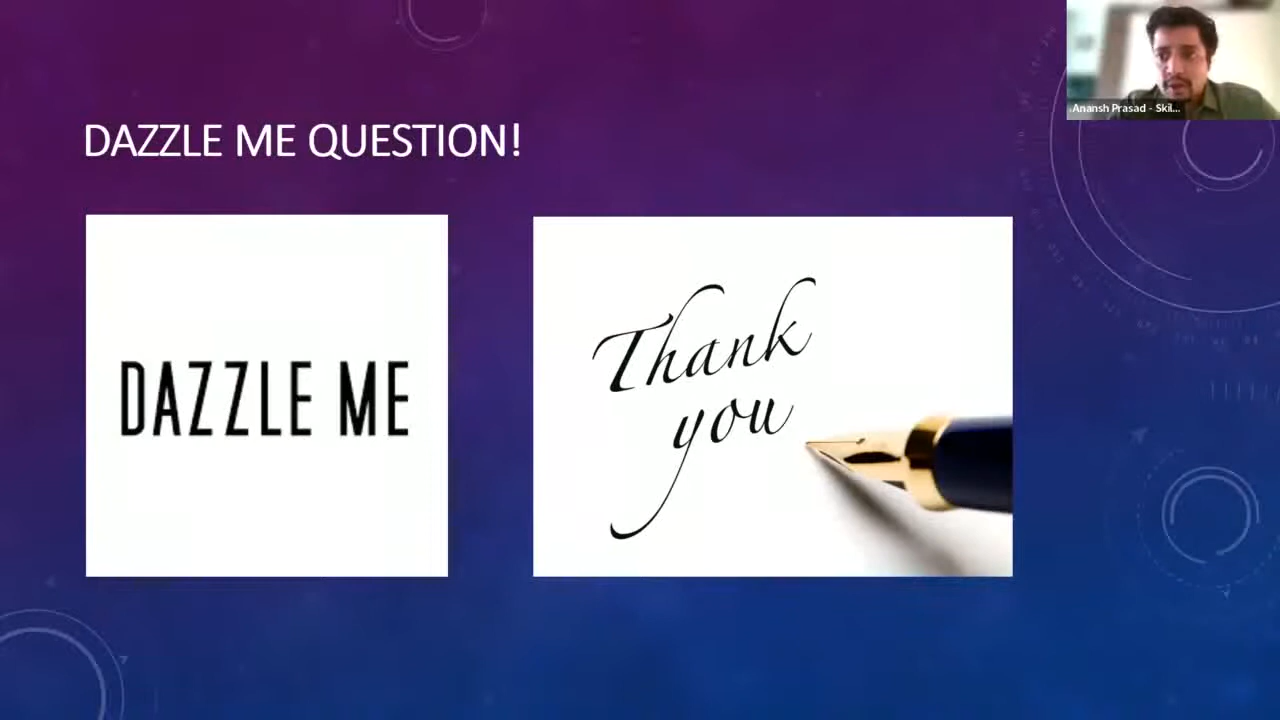 DAZZLE ME QUESTION!
Anansh Prasad - Skil...
DAZZLE ME
Thank
you